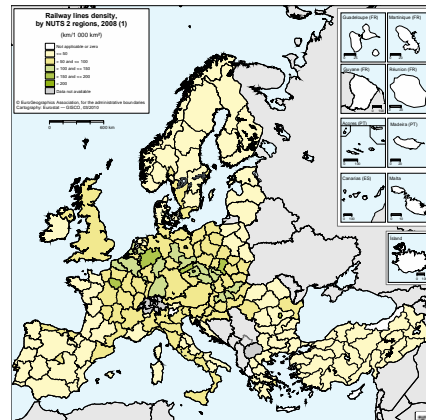 Railway lines density,
by NUTS 2 regions, 2008 (1)
(km/1 000 km²)
Not applicable or zero
<= 50
> 50 and <= 100
> 100 and <= 150
> 150 and <= 200
> 200
Data not available
© EuroGeographics Association, for the administrative boundaries
Cartography: Eurostat — GISCO, 03/2010
0 600 km
Guadeloupe (FR)
Martinique (FR)
Guyane (FR)
Réunion (FR)
Açores (PT)
Madeira (PT)
Canarias (ES)
Malta
Ísland